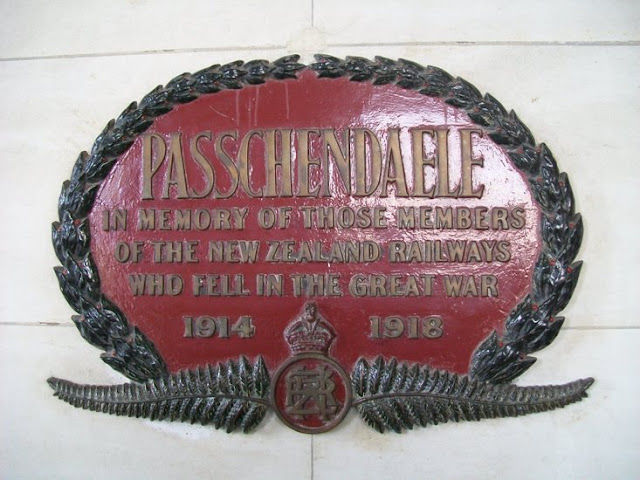 PASSCHENDAELE
IN MEMORY OF THOSE MEMBERS
OF THE NEW ZEALAND RAILWAYS
WHO FELL IN THE GREAT WAR
1914 1918